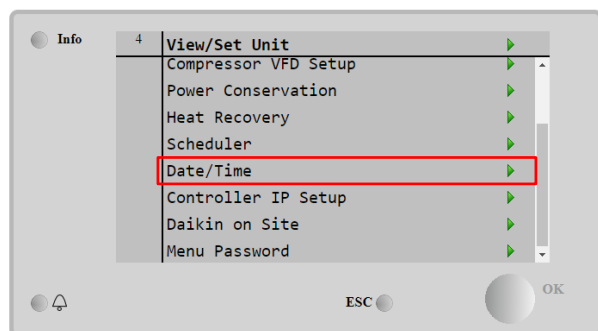 Info
4 View/Set Unit
Compressor VFD Setup
Power Conservation
Heat Recovery
Scheduler
Date/Time
Controller IP Setup
Daikin on Site
Menu Password
ESC
OK